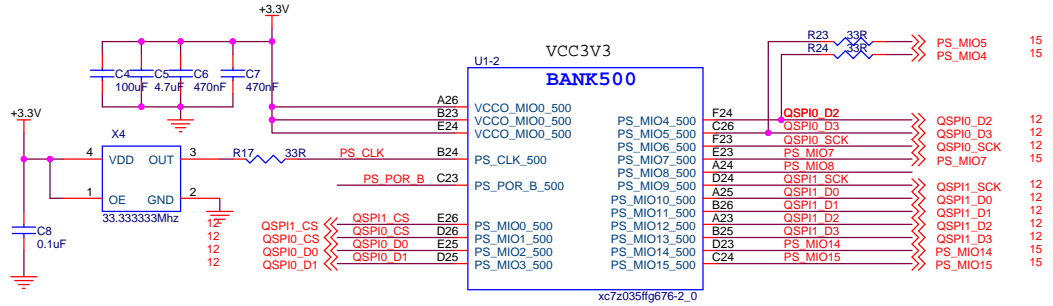 +3.3V
R23 33R PS_MIO5 15
R24 33R PS_MIO4 15
VCC3V3
U1-2
BANK500
C4 C5 C6 C7
100uF 4.7uF 470nF 470nF
A26 VCCO_MIO0_500
B23 VCCO_MIO0_500
E24 VCCO_MIO0_500
PS_MIO4_500 F24 QSPI0_D2 QSPI0_D2 12
PS_MIO5_500 C26 QSPI0_D3 QSPI0_D3 12
PS_MIO6_500 F23 QSPI0_SCK QSPI0_SCK 12
+3.3V
X4
4 VDD OUT 3 R17 33R PS_CLK B24 PS_CLK_500
PS_MIO7_500 E23 PS_MIO7 PS_MIO7 15
PS_MIO8_500 A24 PS_MIO8
PS_POR_B C23 PS_POR_B_500
PS_MIO9_500 D24 QSPI1_SCK QSPI1_SCK 12
1 OE GND 2
33.333333Mhz
PS_MIO10_500 A25 QSPI1_D0 QSPI1_D0 12
PS_MIO11_500 B26 QSPI1_D1 QSPI1_D1 12
12 QSPI1_CS E26 PS_MIO0_500
PS_MIO12_500 A23 QSPI1_D2 QSPI1_D2 12
12 QSPI0_CS D26 PS_MIO1_500
PS_MIO13_500 B25 QSPI1_D3 QSPI1_D3 12
12 QSPI0_D0 E25 PS_MIO2_500
PS_MIO14_500 D23 PS_MIO14 PS_MIO14 15
12 QSPI0_D1 D25 PS_MIO3_500
PS_MIO15_500 C24 PS_MIO15 PS_MIO15 15
C8
0.1uF
xc7z035ffg676-2_0